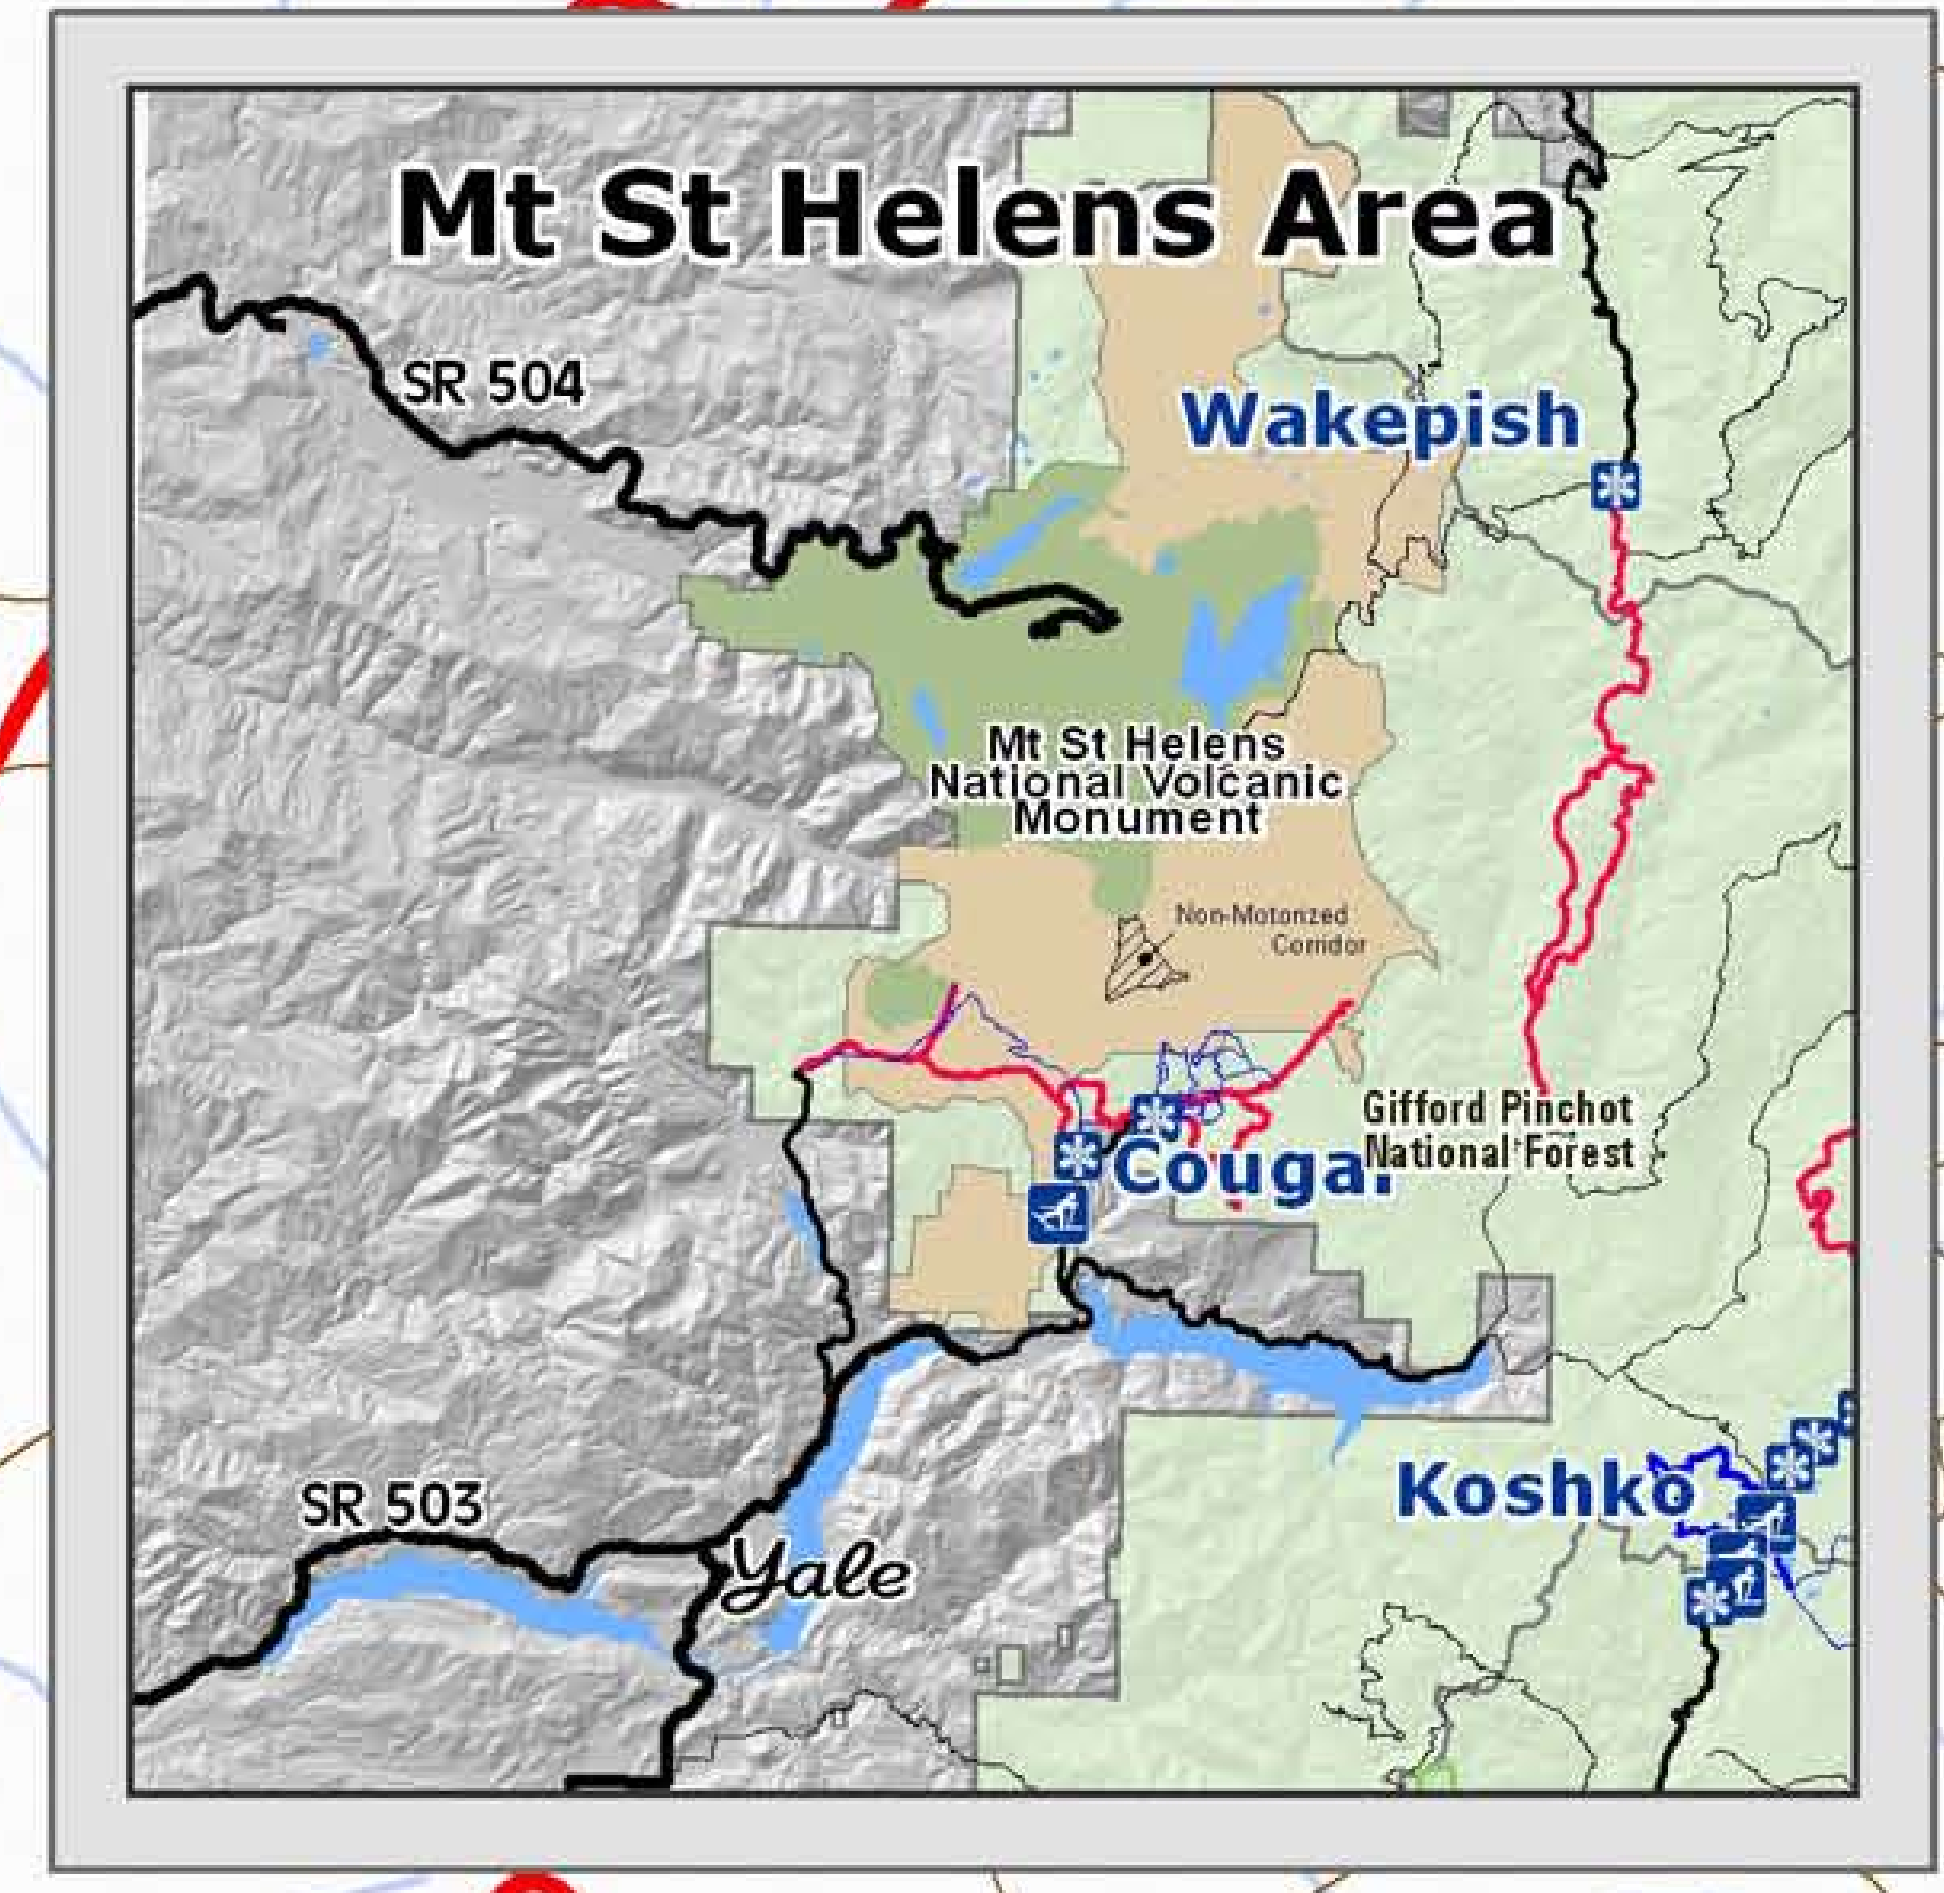 Mt St Helens Area
SR 504
Wakepish
Mt St Helens
National Volcanic
Monument
Non-Motorized
Corridor
Gifford Pinchot
National Forest
Couga.
Koshko
SR 503
Yale